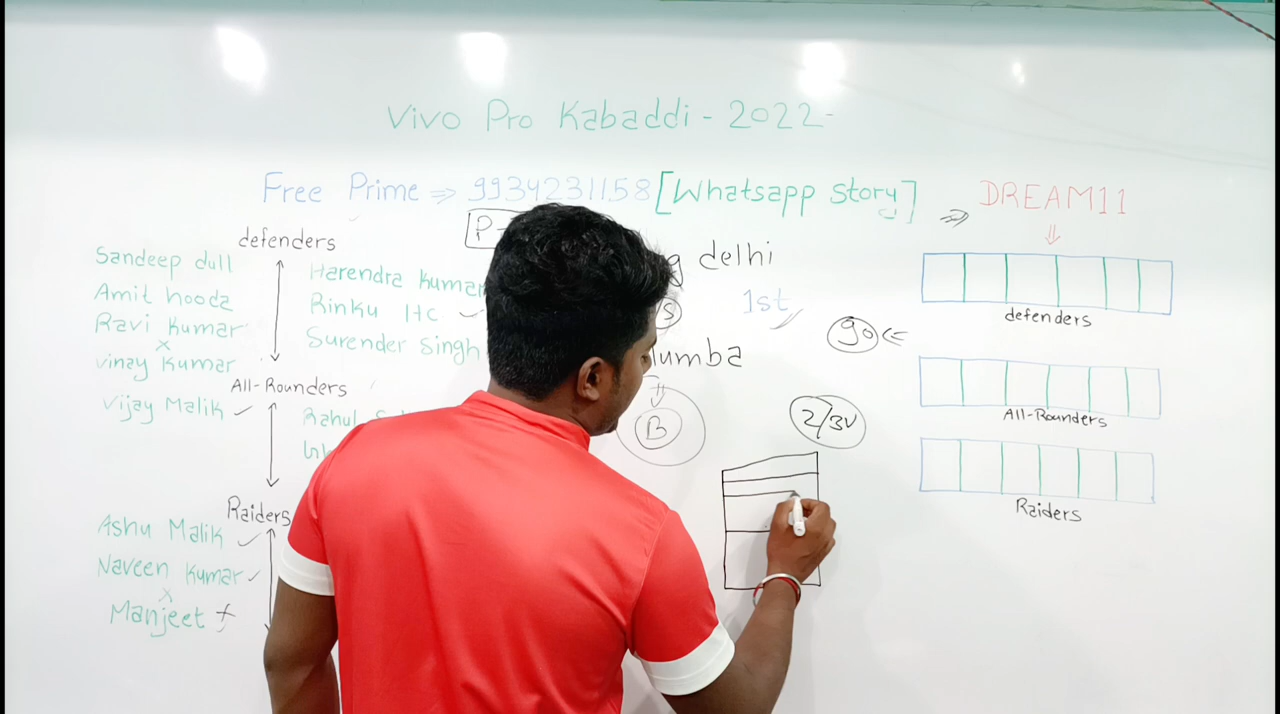 Vivo Pro Kabaddi - 2022-
Free Prime ⇒ 9934231158 [Whatsapp Story]
⇒ DREAM11
P-
defenders
delhi
Sandeep dull
Harendra Kumar
Amit hooda
Rinku Htc
S
1st
Ravi Kumar
Surender Singh
90
vinay Kumar
umba
defenders
All-Rounders
Vijay Malik
Rahul
B
2/3V
All-Rounders
Raiders
Raiders
Ashu Malik
Naveen Kumar
Manjeet